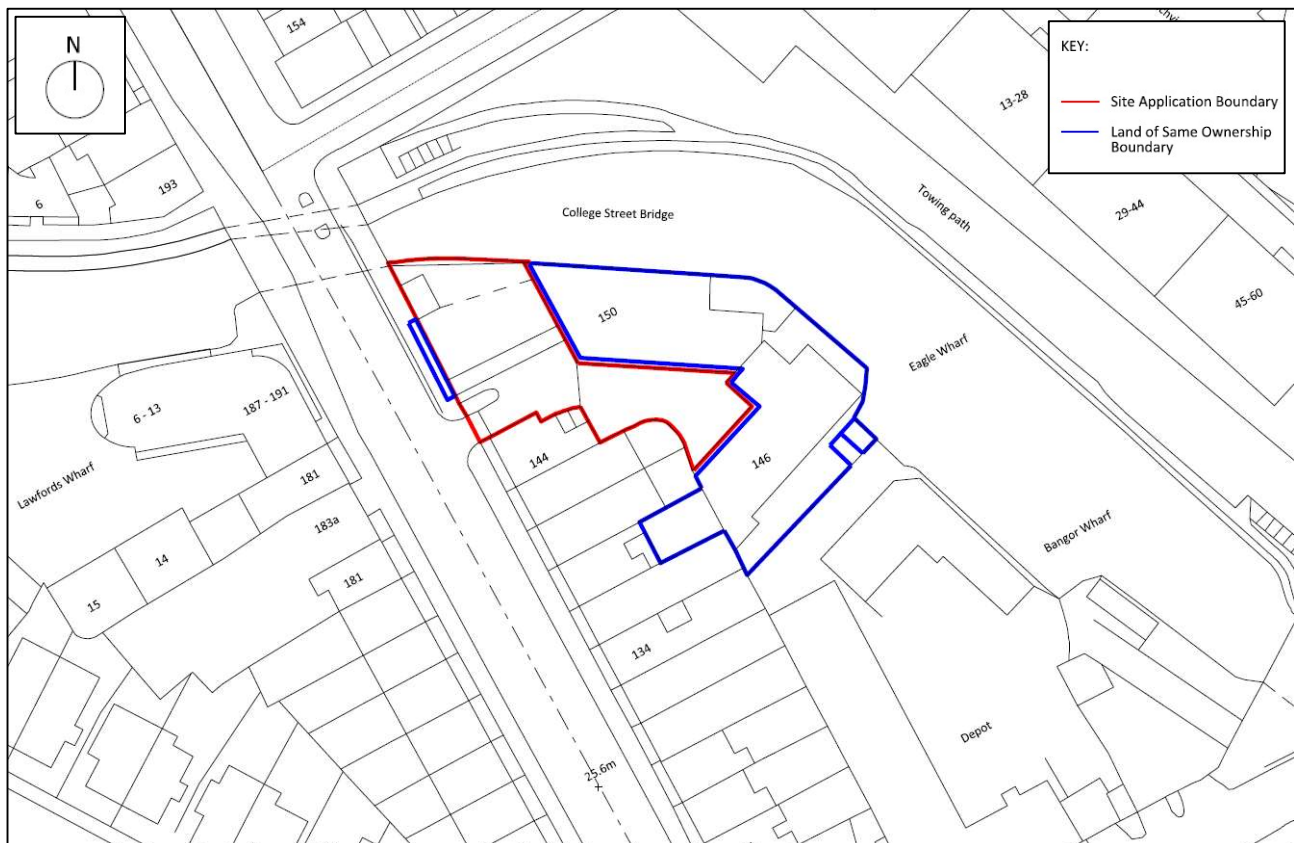 N
KEY:
Site Application Boundary
Land of Same Ownership
Boundary
154
13-28
193
6
College Street Bridge
Towing path
29-44
45-60
150
Eagle Wharf
6 - 13
187 - 191
Lawfords Wharf
181
144
146
183a
14
Bangor Wharf
181
15
134
Depot
25.6m